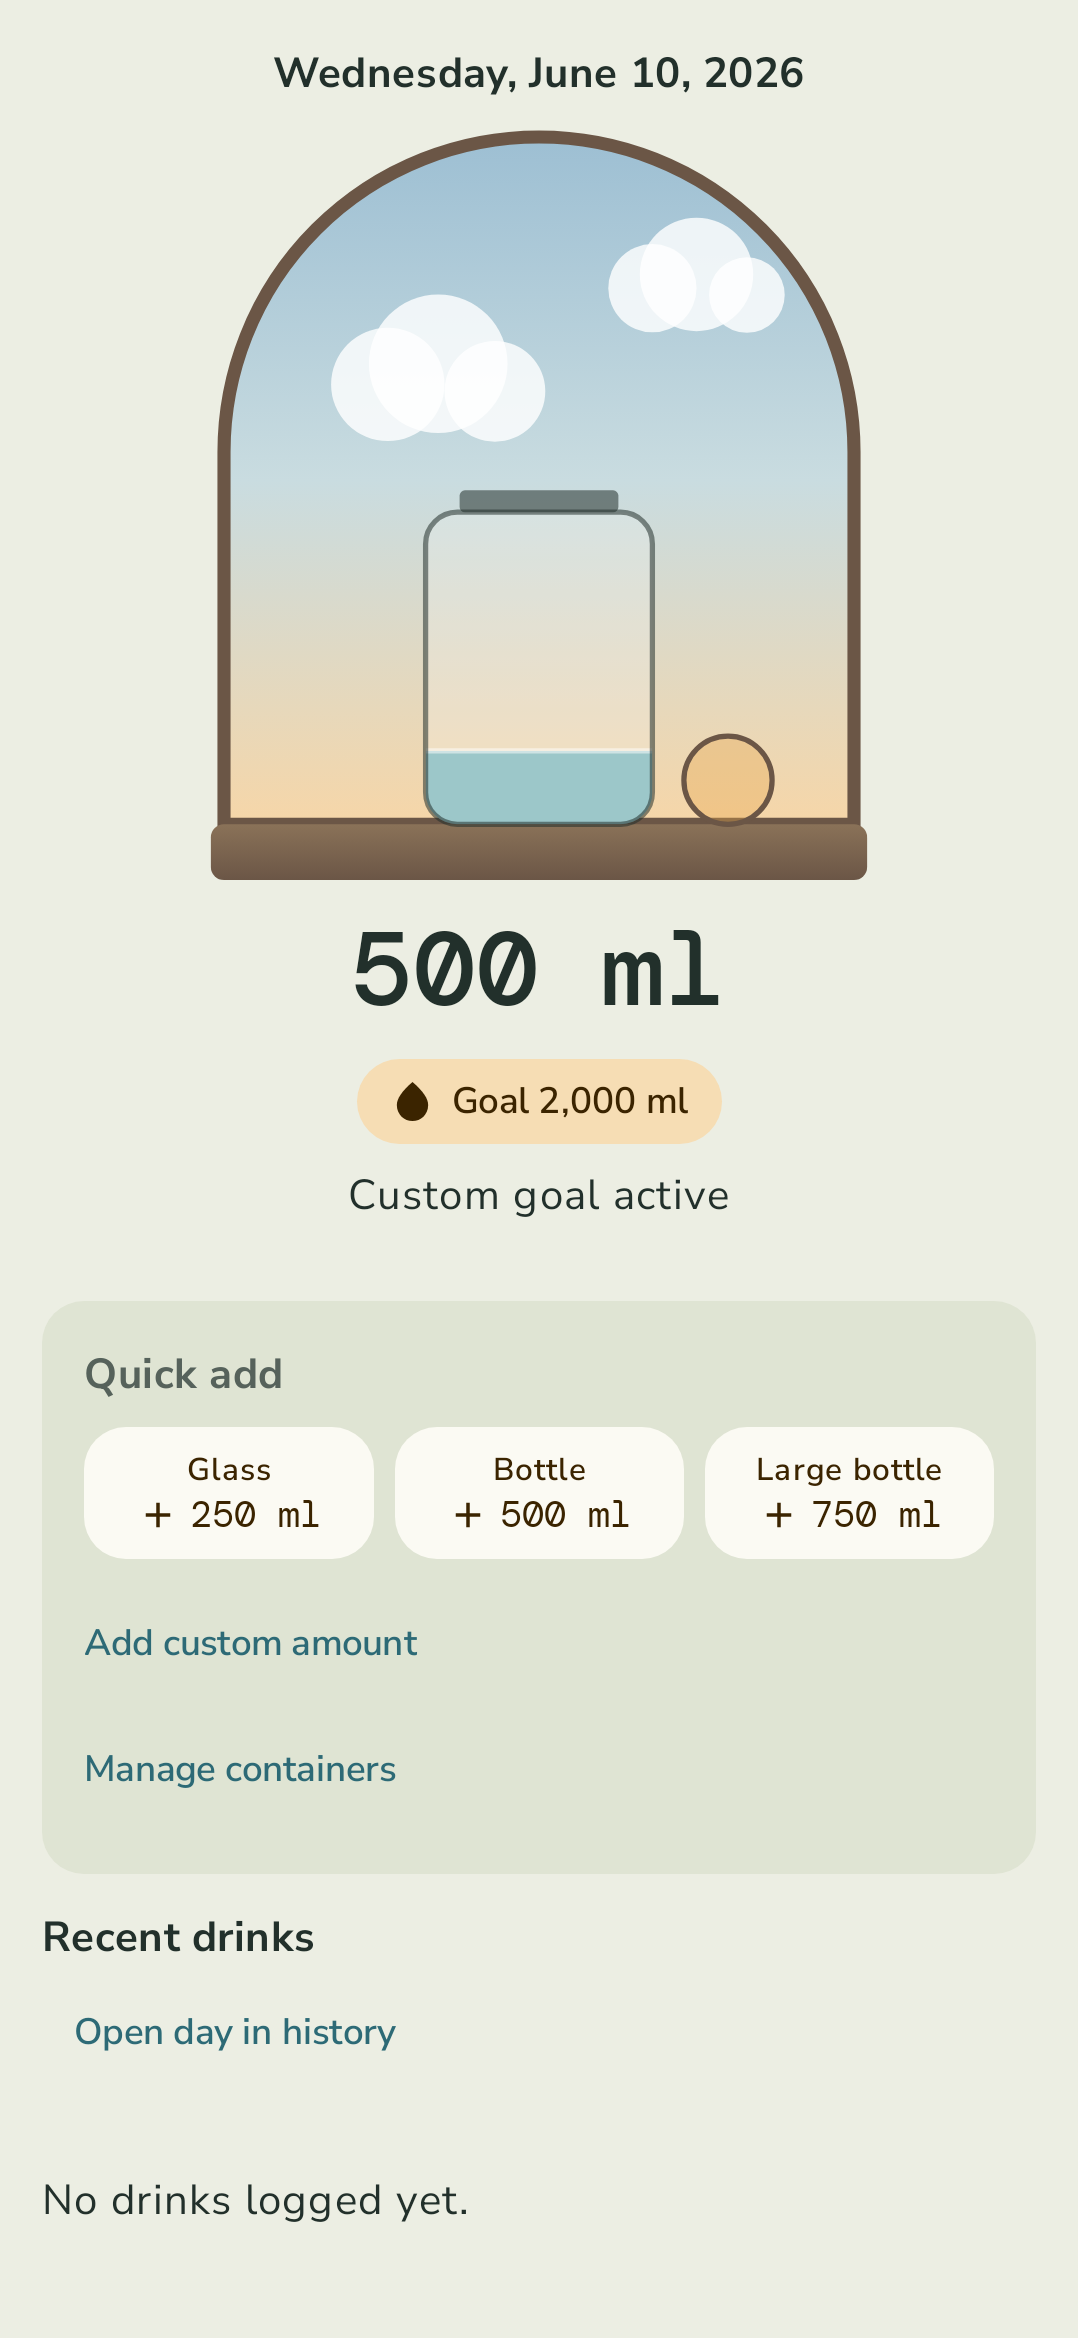 Wednesday, June 10, 2026
500 ml
Goal 2,000 ml
Custom goal active
Quick add
Glass
+ 250 ml
Bottle
+ 500 ml
Large bottle
+ 750 ml
Add custom amount
Manage containers
Recent drinks
Open day in history
No drinks logged yet.